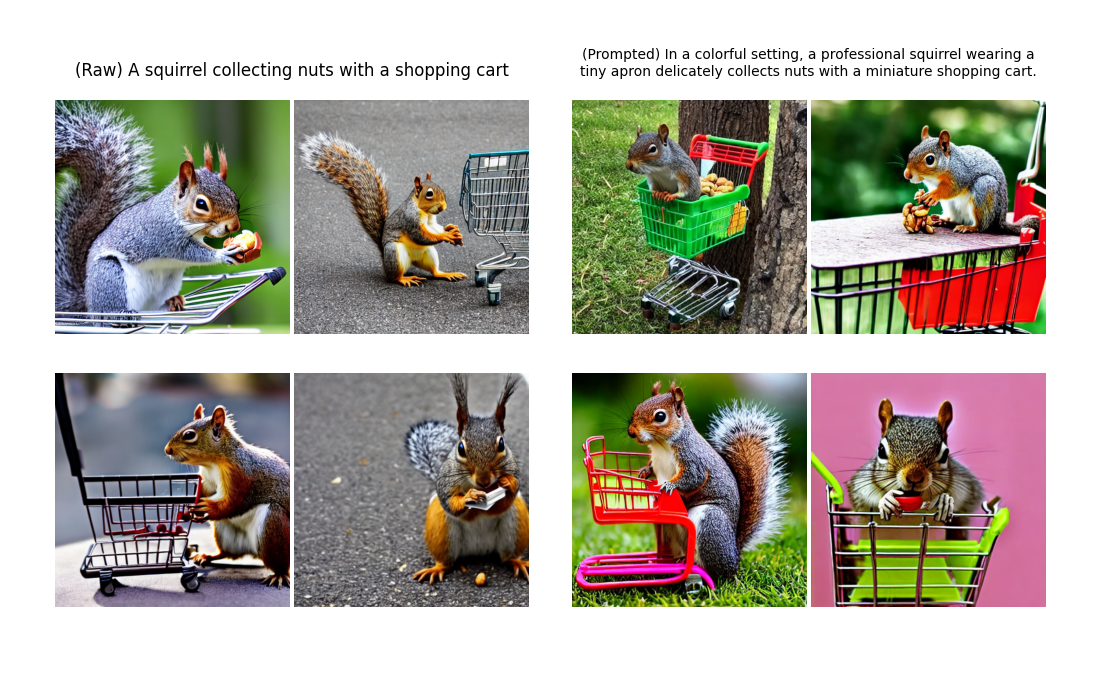 (Raw) A squirrel collecting nuts with a shopping cart
(Prompted) In a colorful setting, a professional squirrel wearing a
tiny apron delicately collects nuts with a miniature shopping cart.